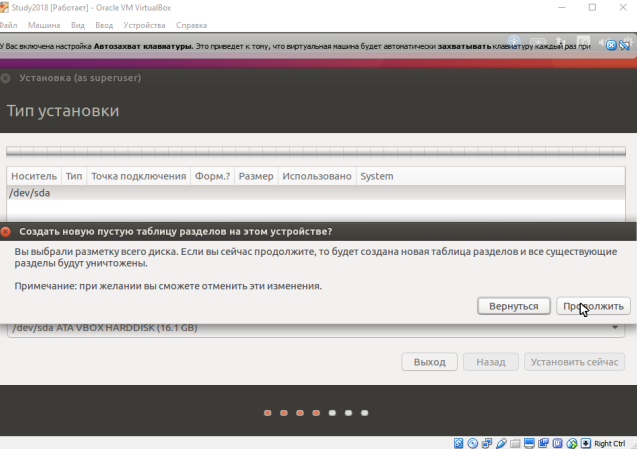 Study2018 [Работает] - Oracle VM VirtualBox
Файл Машина Вид Ввод Устройства Справка
У Вас включена настройка Автозахват клавиатуры. Это приведет к тому, что виртуальная машина будет автоматически захватывать клавиатуру каждый раз при
Установка (as superuser)
Тип установки
Носитель Тип Точка подключения Форм.? Размер Использовано System
/dev/sda
Создать новую пустую таблицу разделов на этом устройстве?
Вы выбрали разметку всего диска. Если вы сейчас продолжите, то будет создана новая таблица разделов и все существующие
разделы будут уничтожены.
Примечание: при желании вы сможете отменить эти изменения.
Вернуться Продолжить
/dev/sda ATA VBOX HARDDISK (16.1 GB)
Выход Назад Установить сейчас
Right Ctrl